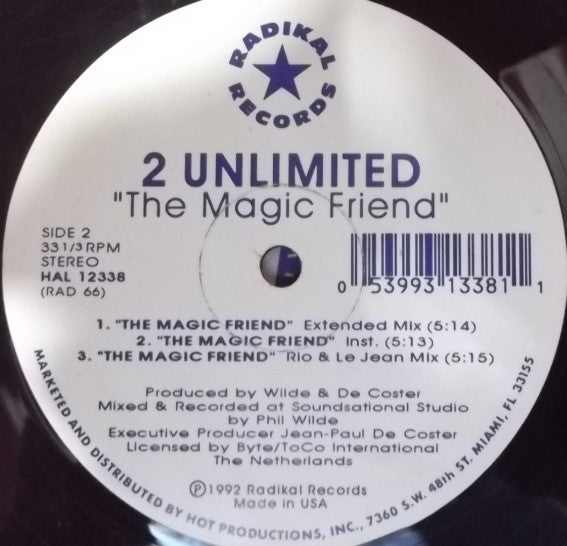 RADIKAL
RECORDS
2 UNLIMITED
"The Magic Friend"
SIDE 2
33 1/3 RPM
STEREO
HAL 12338
(RAD 66)
0 53993 13381 1
1. "THE MAGIC FRIEND" Extended Mix (5:14)
2. "THE MAGIC FRIEND" Inst. (5:13)
3. "THE MAGIC FRIEND" Rio & Le Jean Mix (5:15)
Produced by Wilde & De Coster
Mixed & Recorded at Soundsational Studio
by Phil Wilde
Executive Producer Jean-Paul De Coster
Licensed by Byte/ToCo International
The Netherlands
℗1992 Radikal Records
Made in USA
MARKETED AND DISTRIBUTED BY HOT PRODUCTIONS, INC., 7360 S.W. 48th ST. MIAMI, FL 33155